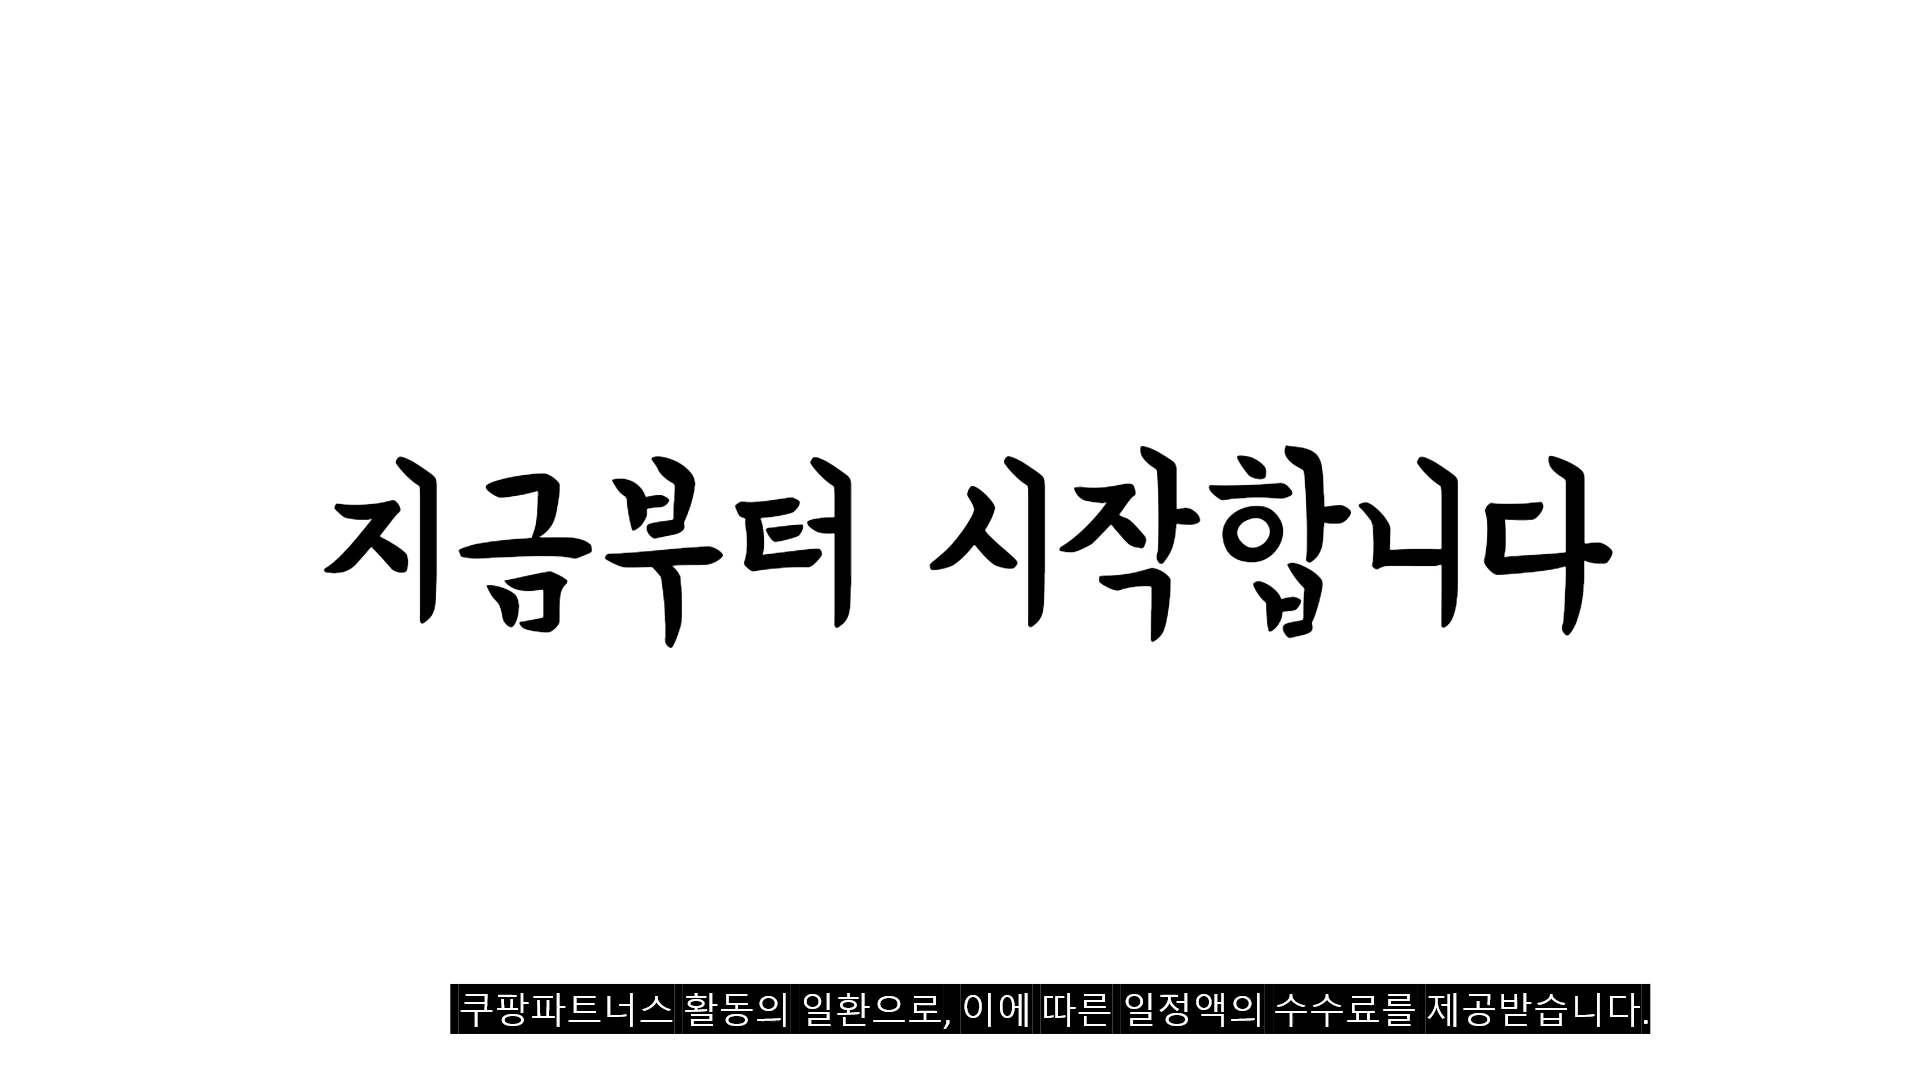 지금부터 시작합니다
쿠팡파트너스 활동의 일환으로, 이에 따른 일정액의 수수료를 제공받습니다.